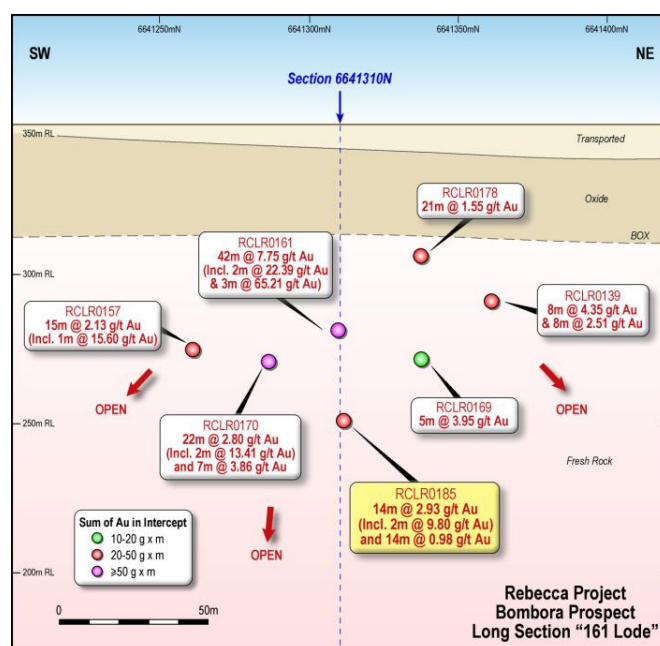 6641250mN
6641300mN
6641350mN
6641400mN
SW
NE
Section 6641310N
350m RL
Transported
Oxide
BOX
RCLR0178
21m @ 1.55 g/t Au
RCLR0161
42m @ 7.75 g/t Au
(Incl. 2m @ 22.39 g/t Au
& 3m @ 65.21 g/t Au)
300m RL
RCLR0139
8m @ 4.35 g/t Au
& 8m @ 2.51 g/t Au
RCLR0157
15m @ 2.13 g/t Au
(Incl. 1m @ 15.60 g/t Au)
OPEN
OPEN
RCLR0169
5m @ 3.95 g/t Au
250m RL
RCLR0170
22m @ 2.80 g/t Au
(Incl. 2m @ 13.41 g/t Au)
and 7m @ 3.86 g/t Au
Fresh Rock
RCLR0185
14m @ 2.93 g/t Au
(Incl. 2m @ 9.80 g/t Au)
and 14m @ 0.98 g/t Au
Sum of Au in Intercept
10-20 g x m
20-50 g x m
≥50 g x m
OPEN
200m RL
0
50m
Rebecca Project
Bombora Prospect
Long Section "161 Lode"